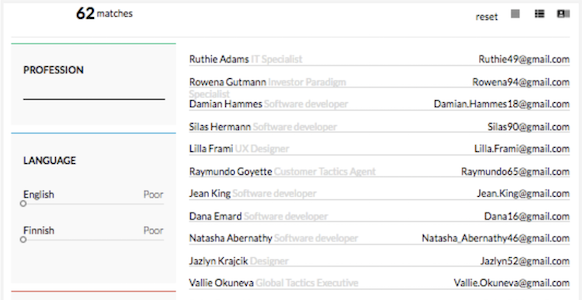 62 matches
reset
PROFESSION
LANGUAGE
English Poor
Finnish Poor
Ruthie Adams IT Specialist Ruthie49@gmail.com
Rowena Gutmann Investor Paradigm Rowena94@gmail.com
Specialist
Damian Hammes Software developer Damian.Hammes18@gmail.com
Silas Hermann Software developer Silas90@gmail.com
Lilla Frami UX Designer Lilla.Frami@gmail.com
Raymundo Goyette Customer Tactics Agent Raymundo65@gmail.com
Jean King Software developer Jean.King@gmail.com
Dana Emard Software developer Dana16@gmail.com
Natasha Abernathy Software developer Natasha_Abernathy46@gmail.com
Jazlyn Krajcik Designer Jazlyn52@gmail.com
Vallie Okuneva Global Tactics Executive Vallie.Okuneva@gmail.com